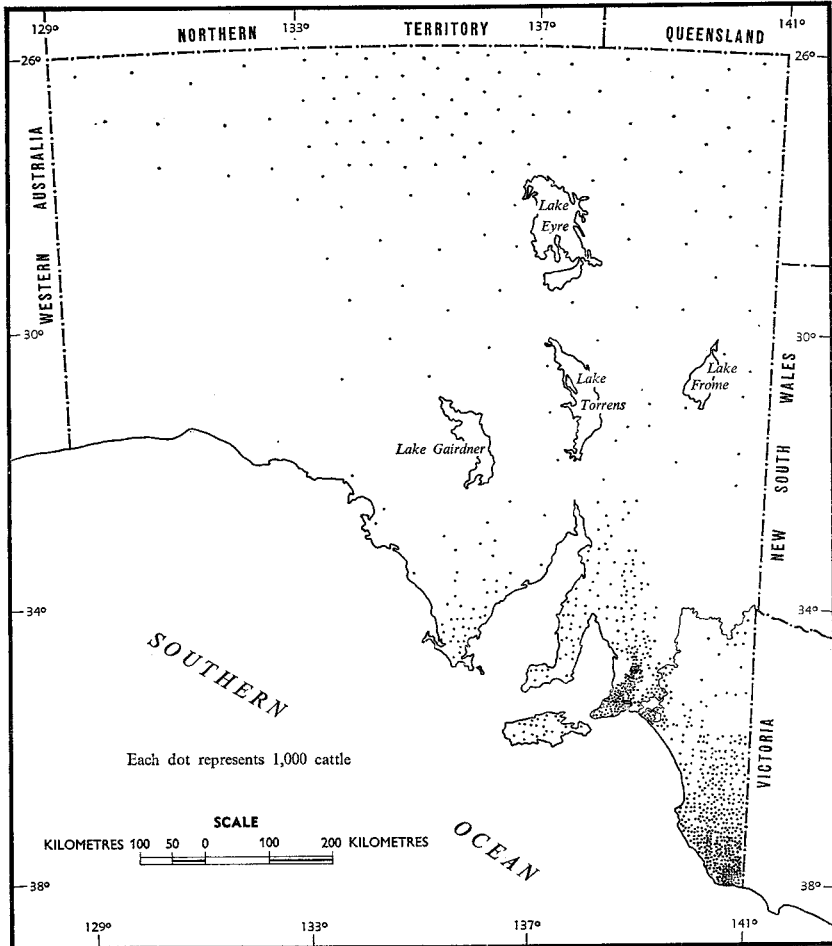 129° 133° 137° 141°
NORTHERN TERRITORY QUEENSLAND
26° 26°
WESTERN AUSTRALIA
Lake
Eyre
30° 30°
Lake
Torrens
Lake
Frome
Lake Gairdner
NEW SOUTH WALES
34° 34°
SOUTHERN
Each dot represents 1,000 cattle
VICTORIA
SCALE
KILOMETRES 100 50 0 100 200 KILOMETRES
OCEAN
38° 38°
129° 133° 137° 141°